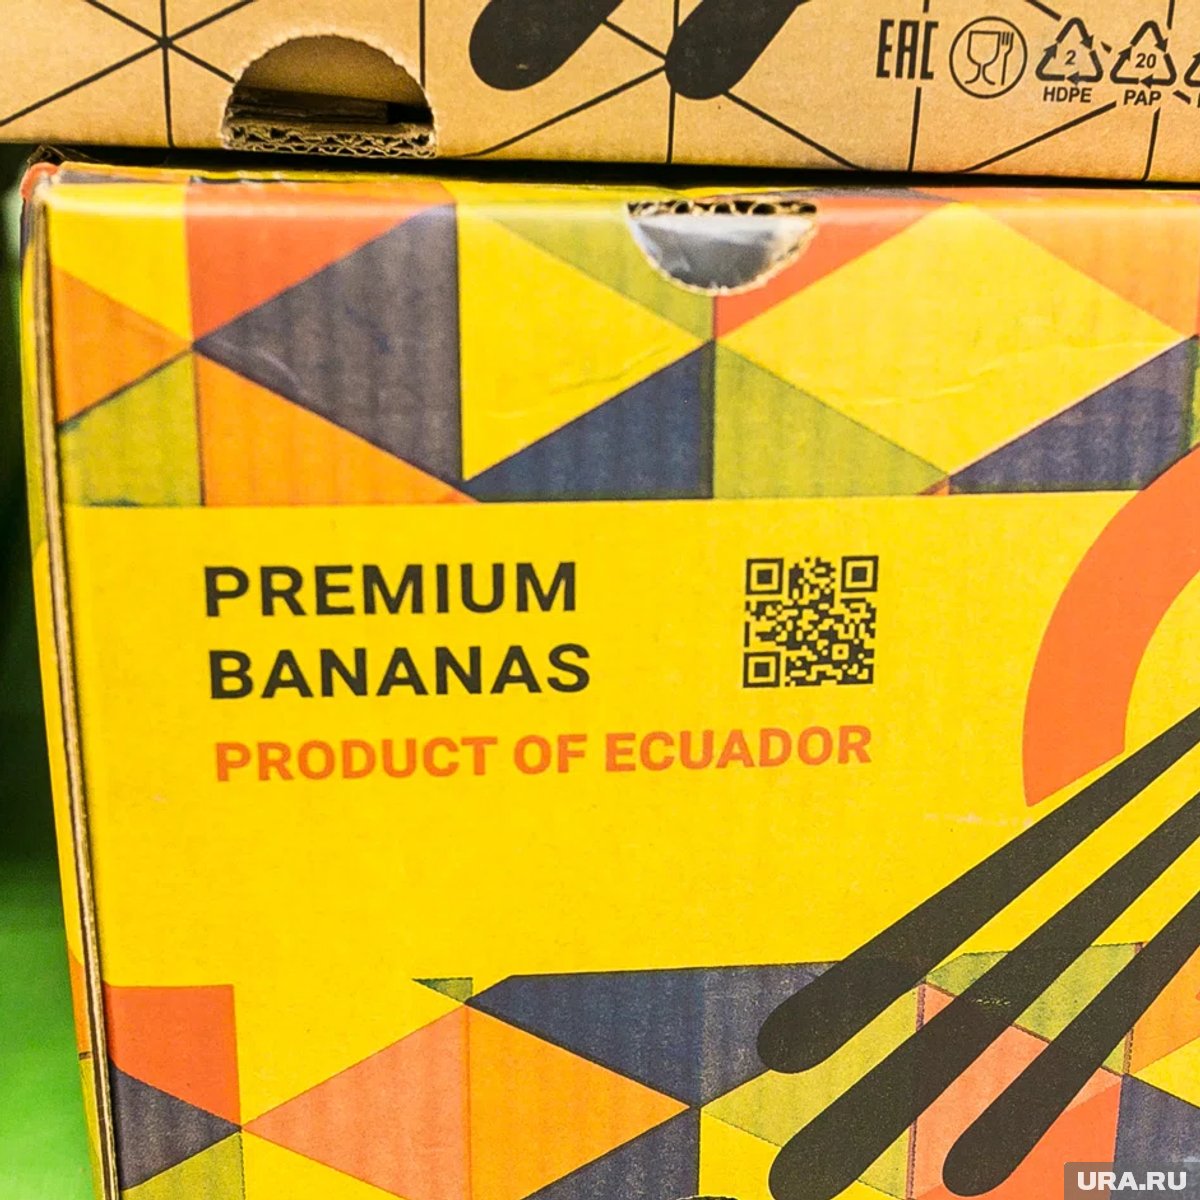 EAC
2
HDPE
20
PAP
PREMIUM
BANANAS
PRODUCT OF ECUADOR
URA.RU